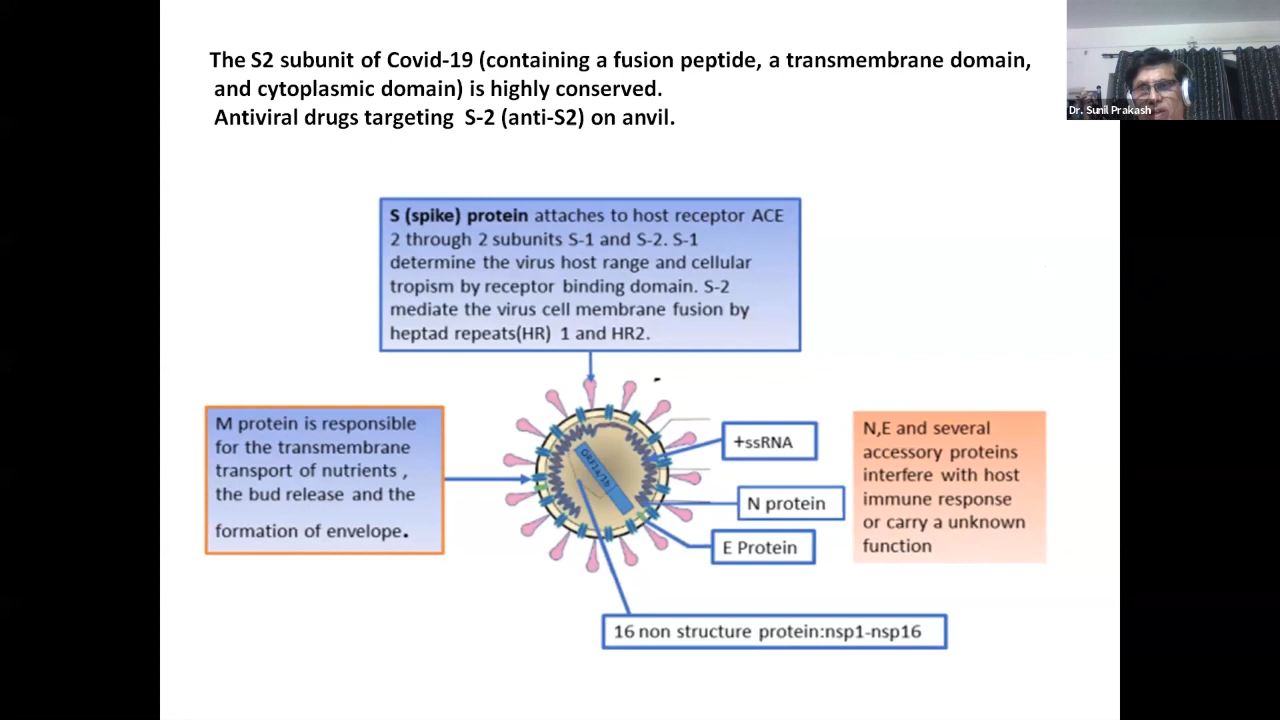 The S2 subunit of Covid-19 (containing a fusion peptide, a transmembrane domain,
and cytoplasmic domain) is highly conserved.
Antiviral drugs targeting S-2 (anti-S2) on anvil.
Dr. Sunil Prakash
S (spike) protein attaches to host receptor ACE
2 through 2 subunits S-1 and S-2. S-1
determine the virus host range and cellular
tropism by receptor binding domain. S-2
mediate the virus cell membrane fusion by
heptad repeats(HR) 1 and HR2.
M protein is responsible
for the transmembrane
transport of nutrients ,
the bud release and the
formation of envelope.
ORF1a/1b
+ssRNA
N protein
E Protein
N,E and several
accessory proteins
interfere with host
immune response
or carry a unknown
function
16 non structure protein:nsp1-nsp16